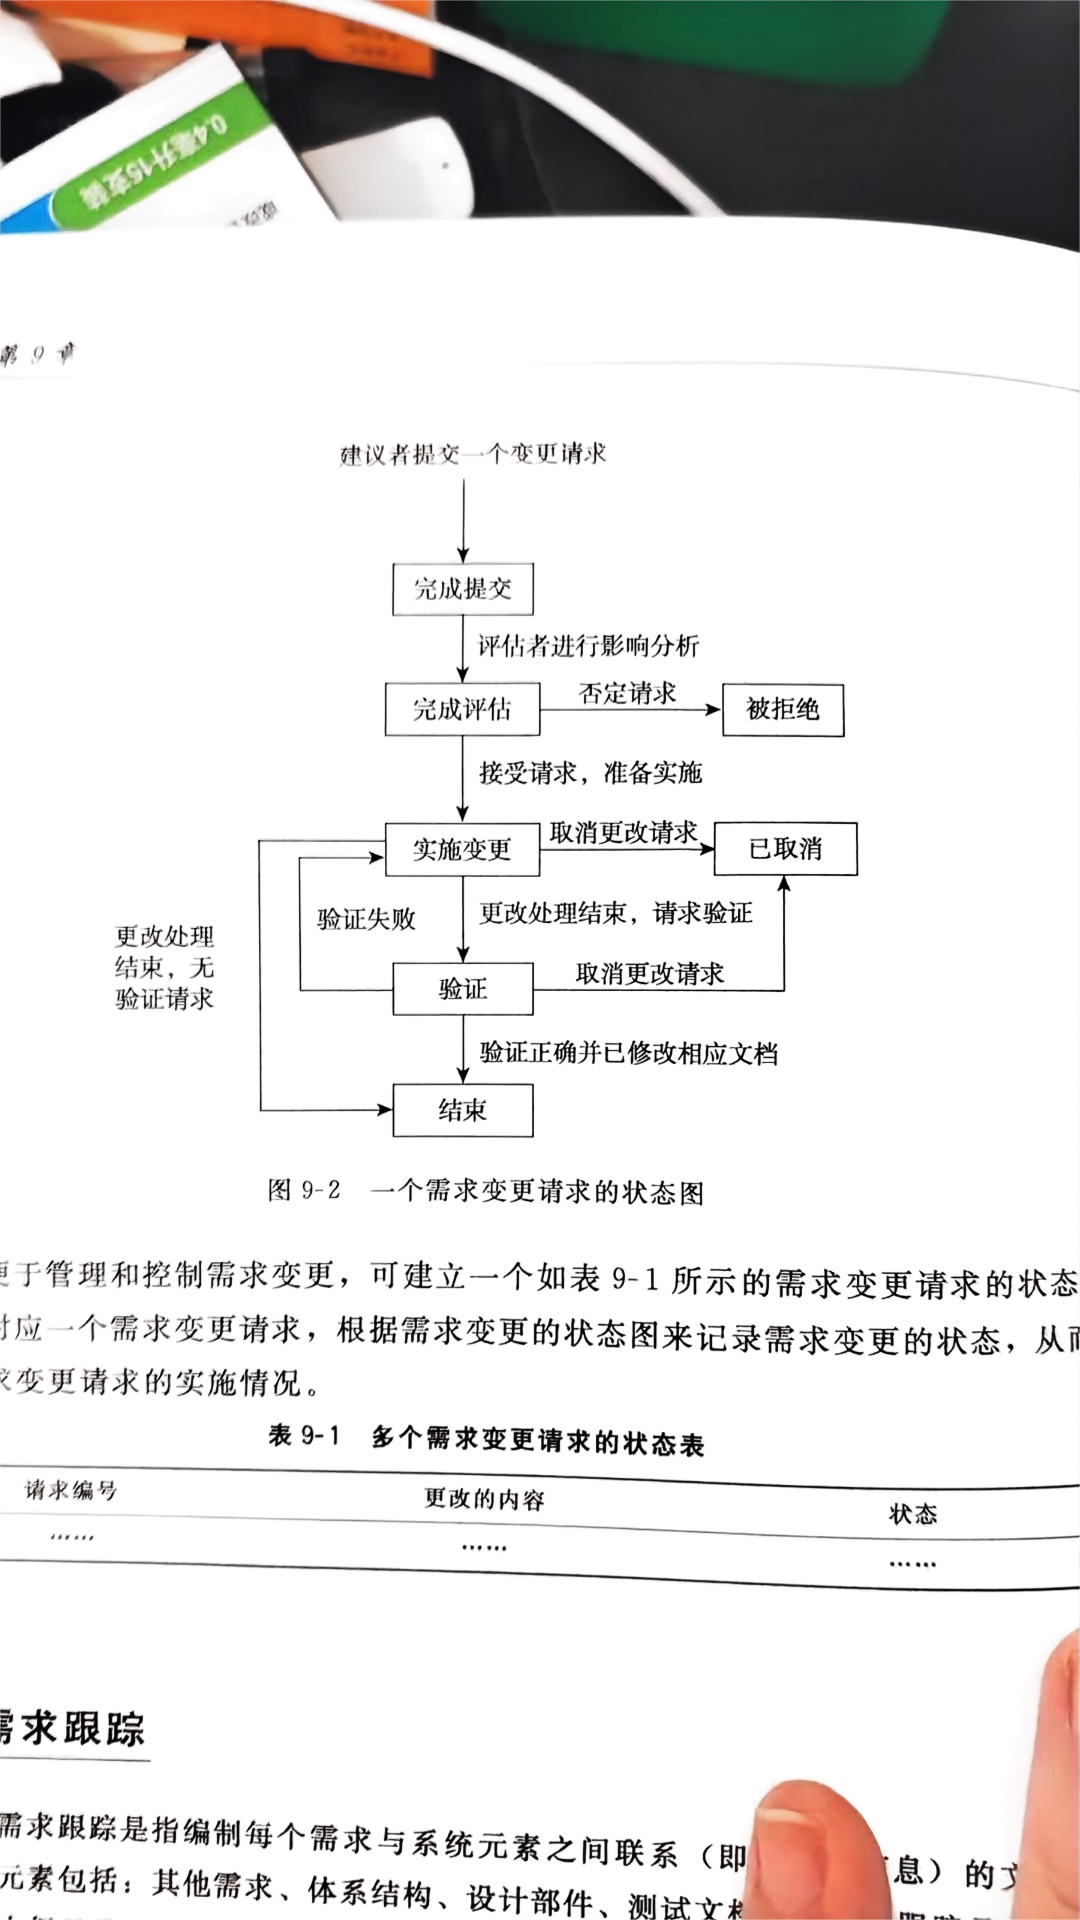 0.4毫升15支装
第 9 章
建议者提交一个变更请求
完成提交
评估者进行影响分析
完成评估
否定请求
被拒绝
接受请求，准备实施
实施变更
取消更改请求
已取消
验证失败
更改处理结束，请求验证
更改处理
结束，无
验证请求
验证
取消更改请求
验证正确并已修改相应文档
结束
图 9-2 一个需求变更请求的状态图
于管理和控制需求变更，可建立一个如表 9-1 所示的需求变更请求的状态
应一个需求变更请求，根据需求变更的状态图来记录需求变更的状态，从
变更请求的实施情况。
表 9-1 多个需求变更请求的状态表
请求编号 更改的内容 状态
…… …… ……
需求跟踪
需求跟踪是指编制每个需求与系统元素之间联系（即 息）的文
元素包括：其他需求、体系结构、设计部件、测试文档